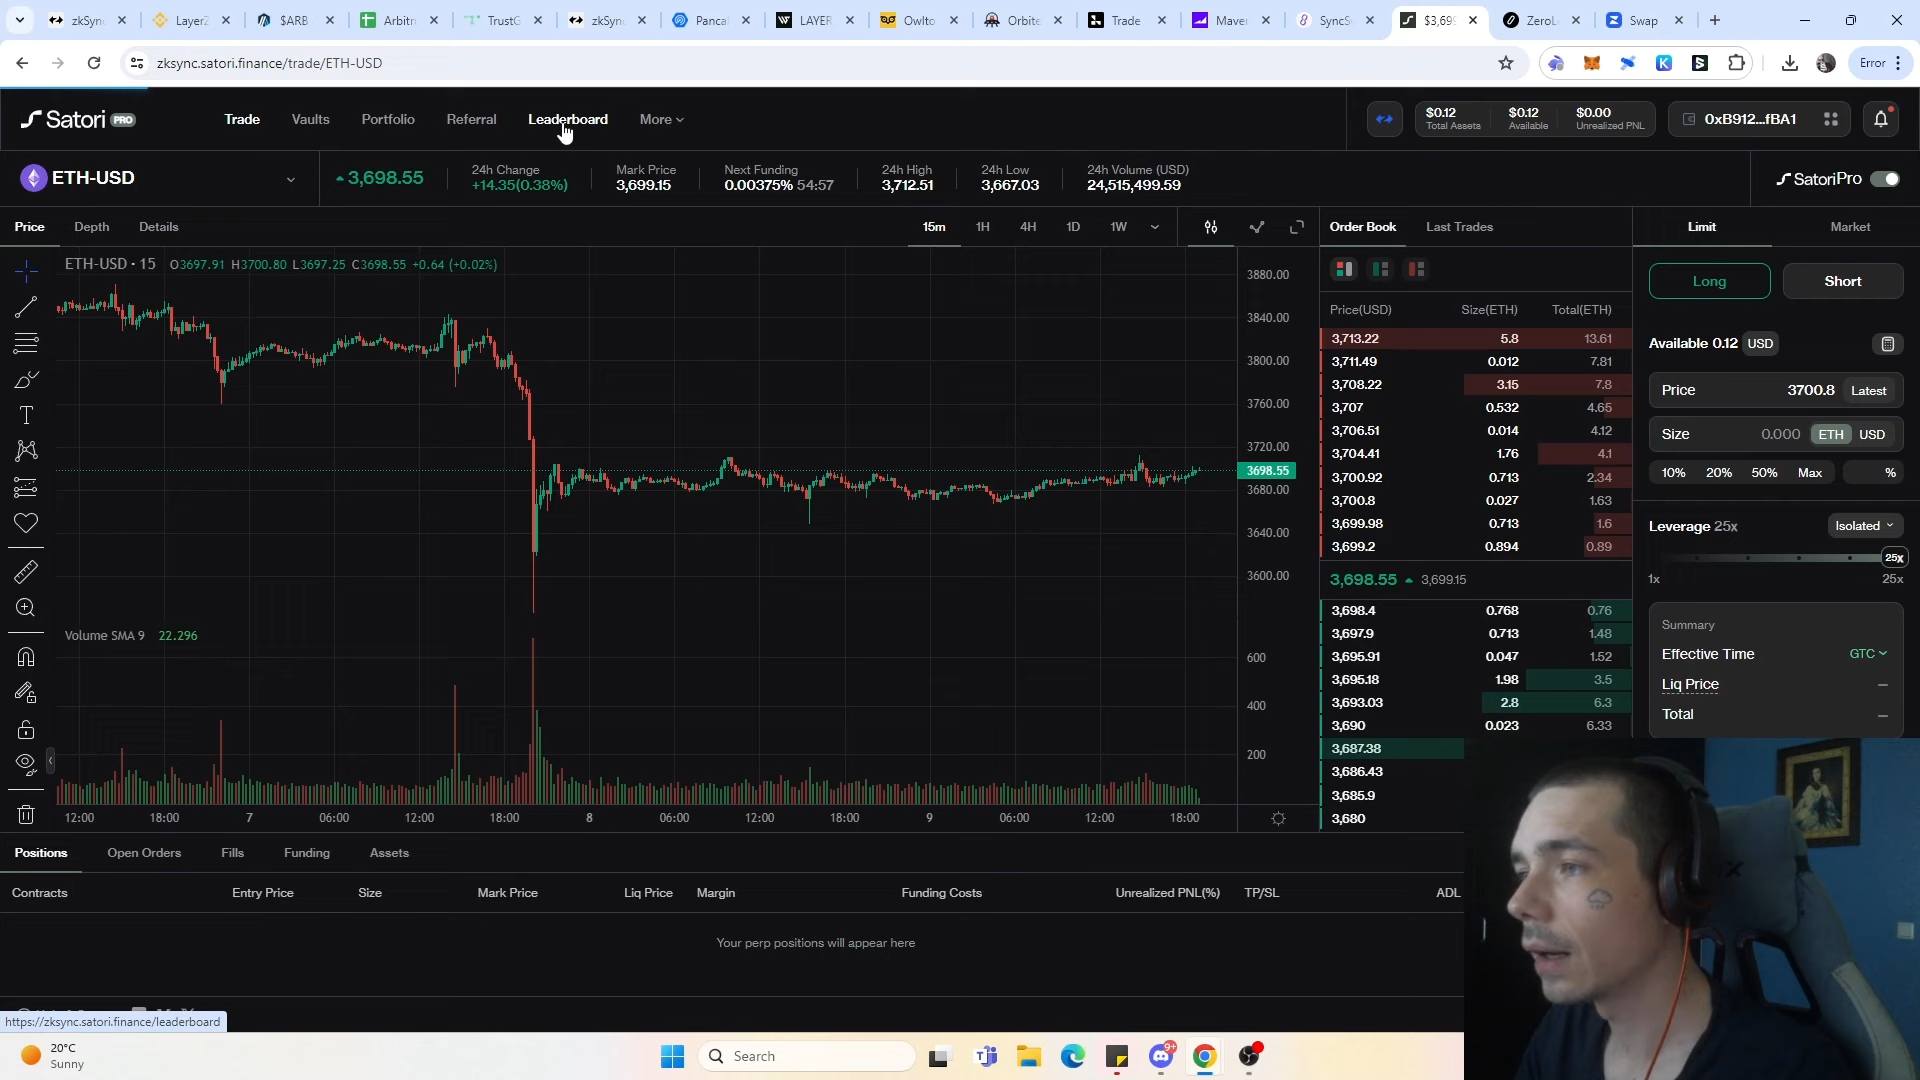 zkSync
LayerZ
$ARB
Arbitr
TrustG
zkSync
Panca
LAYER
Owlto
Orbite
Trade
Maver
SyncS
$3,69
ZeroL
Swap
zksync.satori.finance/trade/ETH-USD
Error
Satori PRO
Trade Vaults Portfolio Referral Leaderboard More
$0.12 $0.12 $0.00
Total Assets Available Unrealized PNL
0xB912...fBA1
ETH-USD
3,698.55
24h Change
+14.35(0.38%)
Mark Price
3,699.15
Next Funding
0.00375% 54:57
24h High
3,712.51
24h Low
3,667.03
24h Volume (USD)
24,515,499.59
SatoriPro
Price Depth Details
15m 1H 4H 1D 1W
ETH-USD · 15 O3697.91 H3700.80 L3697.25 C3698.55 +0.64 (+0.02%)
3880.00
3840.00
3800.00
3760.00
3720.00
3698.55
3680.00
3640.00
3600.00
Volume SMA 9 22.296
600
400
200
12:00 18:00 7 06:00 12:00 18:00 8 06:00 12:00 18:00 9 06:00 12:00 18:00
Order Book Last Trades
Price(USD) Size(ETH) Total(ETH)
3,713.22 5.8 13.61
3,711.49 0.012 7.81
3,708.22 3.15 7.8
3,707 0.532 4.65
3,706.51 0.014 4.12
3,704.41 1.76 4.1
3,700.92 0.713 2.34
3,700.8 0.027 1.63
3,699.98 0.713 1.6
3,699.2 0.894 0.89
3,698.55 3,699.15
3,698.4 0.768 0.76
3,697.9 0.713 1.48
3,695.91 0.047 1.52
3,695.18 1.98 3.5
3,693.03 2.8 6.3
3,690 0.023 6.33
3,687.38
3,686.43
3,685.9
3,680
Limit Market
Long Short
Available 0.12 USD
Price 3700.8 Latest
Size 0.000 ETH USD
10% 20% 50% Max %
Leverage 25x Isolated
25x
1x 25x
Summary
Effective Time GTC
Liq Price –
Total –
Positions Open Orders Fills Funding Assets
Contracts Entry Price Size Mark Price Liq Price Margin Funding Costs Unrealized PNL(%) TP/SL ADL
Your perp positions will appear here
https://zksync.satori.finance/leaderboard
20°C
Sunny
Search
9+